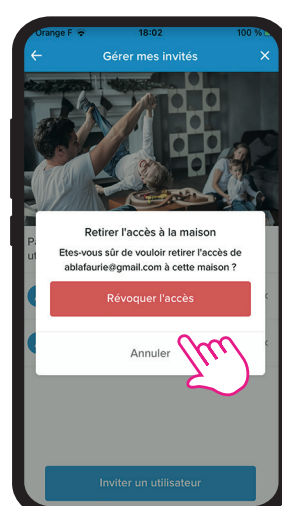 Orange F 18:02 100 %
Gérer mes invités
Retirer l'accès à la maison
Etes-vous sûr de vouloir retirer l'accès de
ablafaurie@gmail.com à cette maison ?
Révoquer l'accès
Annuler
Inviter un utilisateur